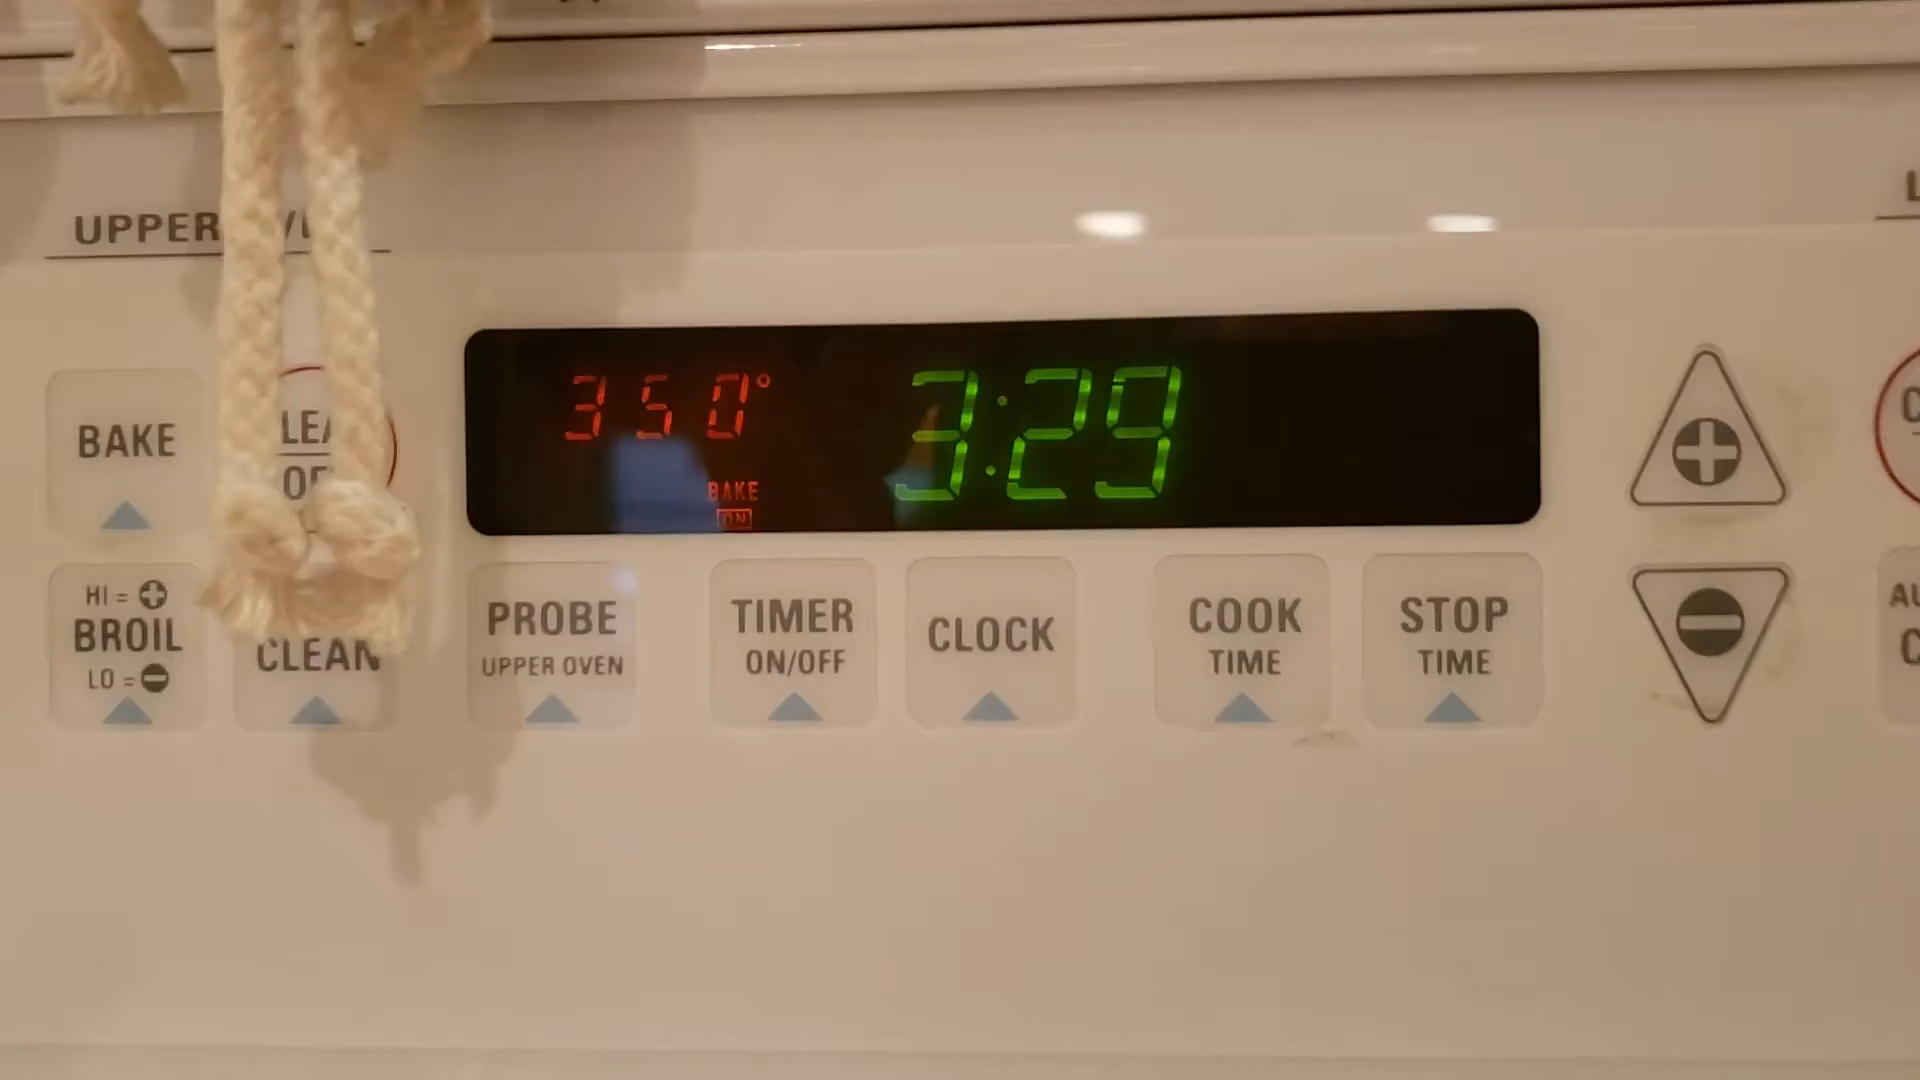 UPPER
350° 3:29
BAKE
ON
BAKE
HI = +
BROIL
LO = −
CLEAN
PROBE
UPPER OVEN
TIMER
ON/OFF
CLOCK
COOK
TIME
STOP
TIME